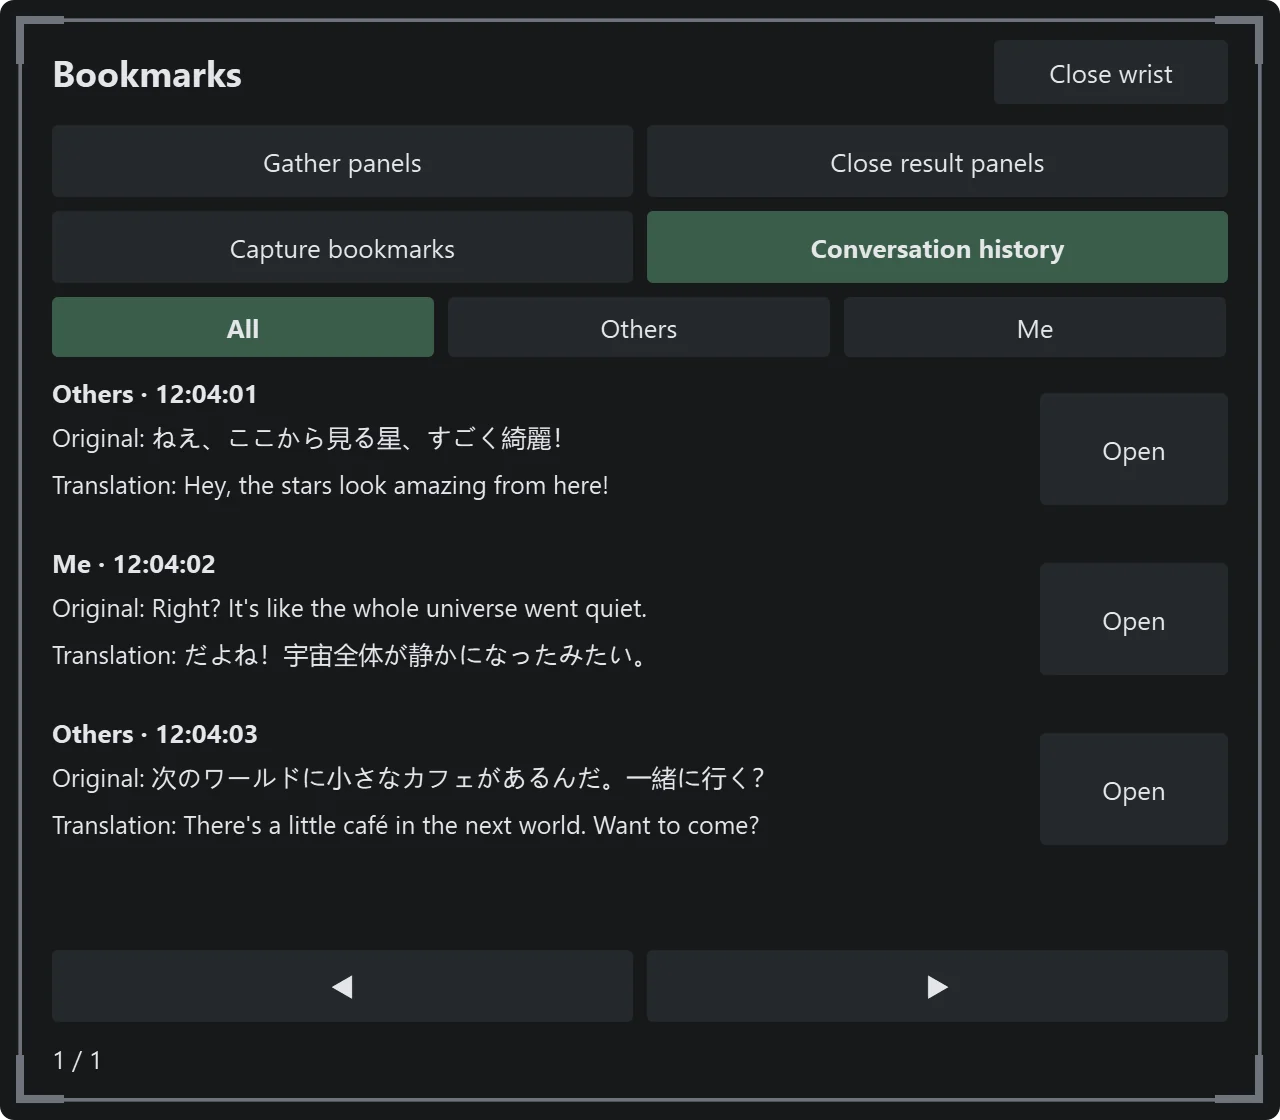 Bookmarks
Close wrist
Gather panels
Close result panels
Capture bookmarks
Conversation history
All
Others
Me
Others · 12:04:01
Original: ねえ、ここから見る星、すごく綺麗！
Translation: Hey, the stars look amazing from here!
Open
Me · 12:04:02
Original: Right? It's like the whole universe went quiet.
Translation: だよね！宇宙全体が静かになったみたい。
Open
Others · 12:04:03
Original: 次のワールドに小さなカフェがあるんだ。一緒に行く？
Translation: There's a little café in the next world. Want to come?
Open
◀
▶
1 / 1